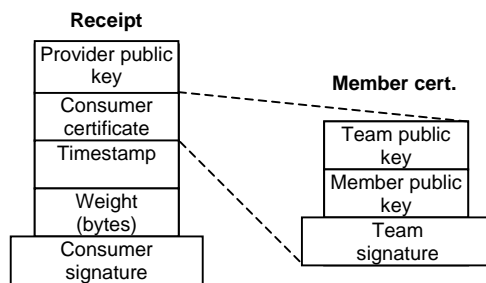 Receipt
Provider public
key
Consumer
certificate
Timestamp
Weight
(bytes)
Consumer
signature
Member cert.
Team public
key
Member public
key
Team
signature